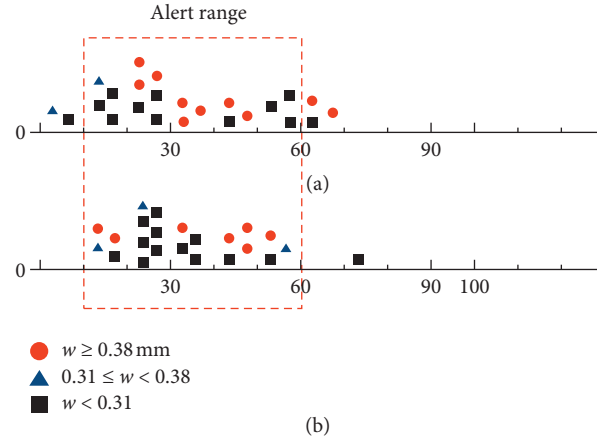 Alert range
0
30 60 90
(a)
0
30 60 90 100
w ≥ 0.38 mm
0.31 ≤ w < 0.38
w < 0.31
(b)